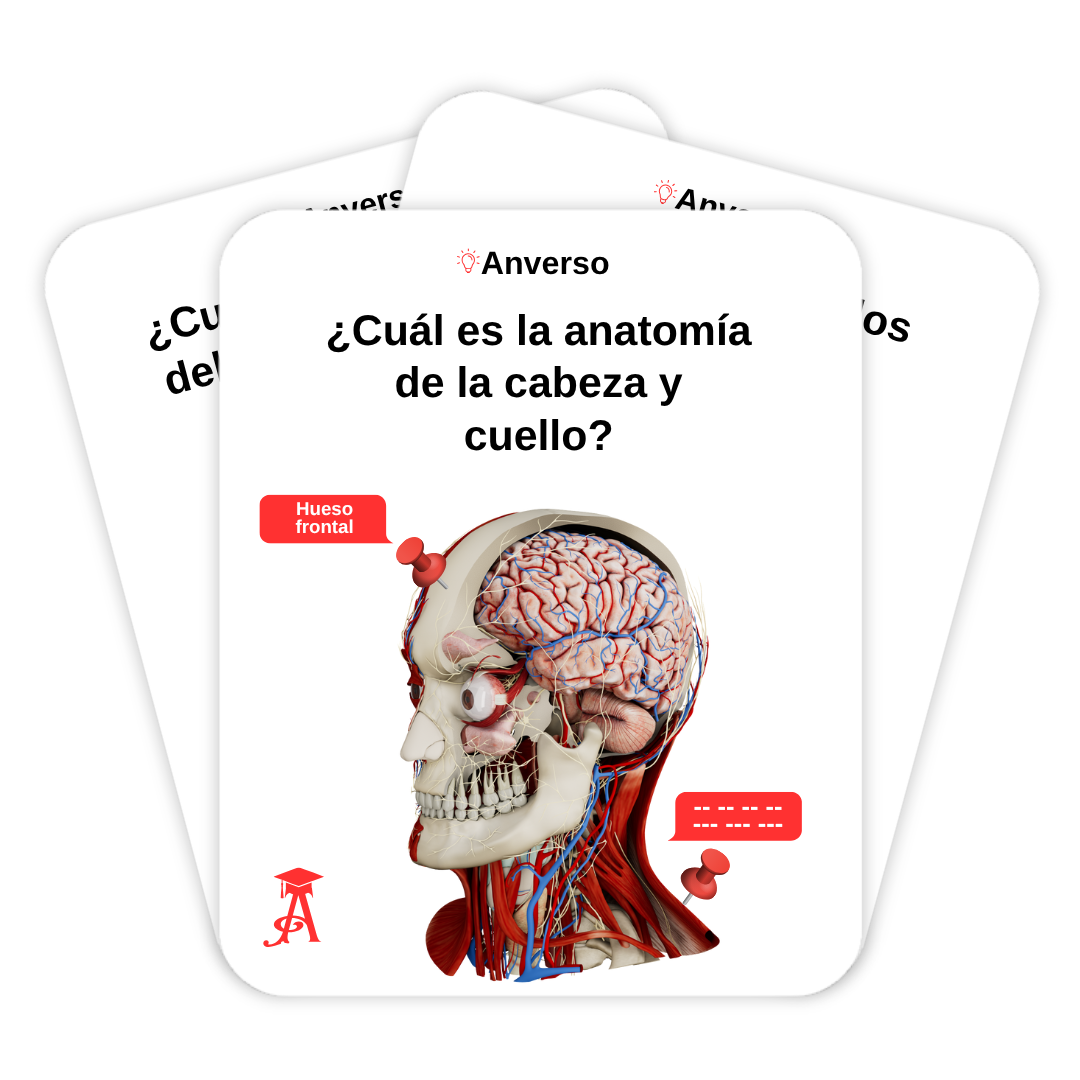 Anverso
¿Cuál es la anatomía
de la cabeza y
cuello?
Hueso
frontal
-- -- -- --
--- --- ---